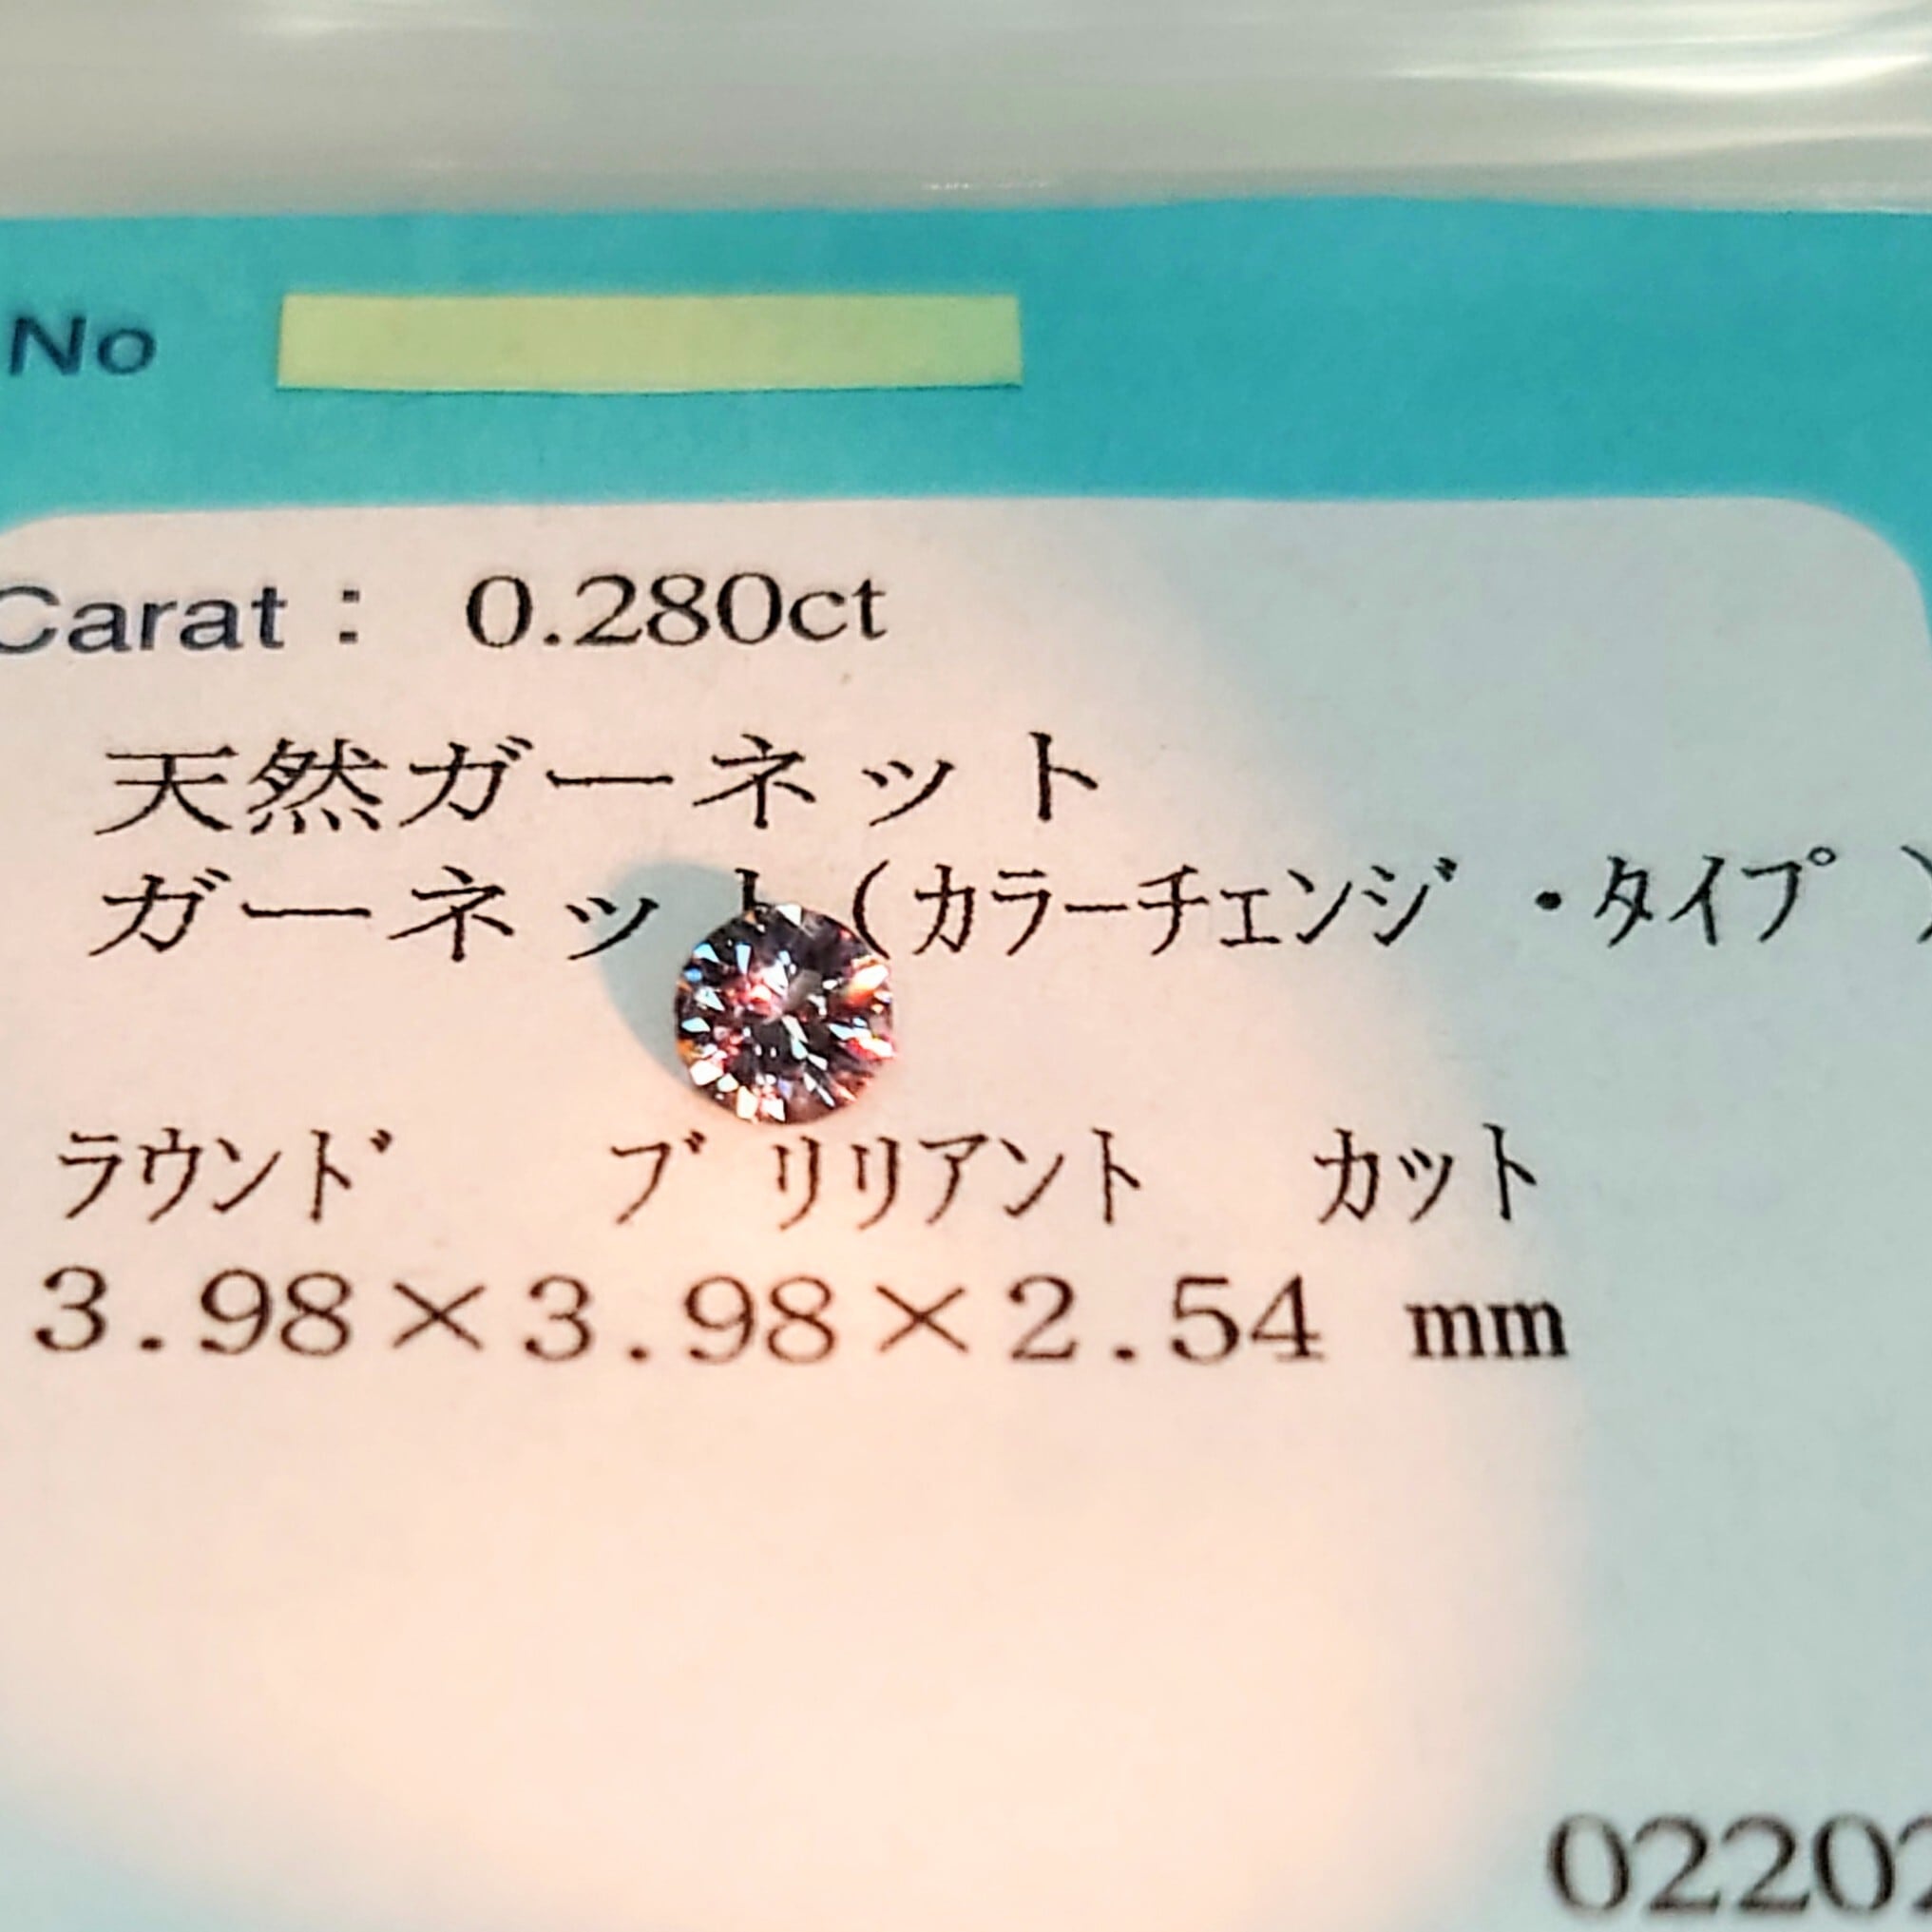 No
Carat : 0.280ct
天然ガーネット
ガーネット(カラーチェンジ・タイプ)
ラウンド ブリリアント カット
3.98×3.98×2.54 mm
02202